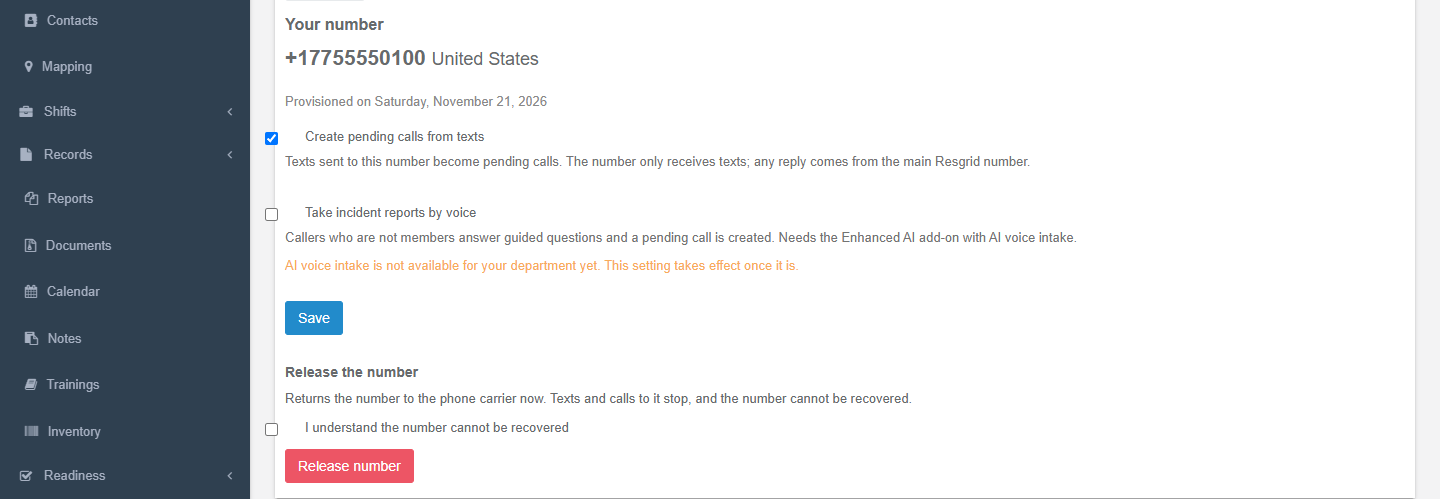 Contacts
Mapping
Shifts
Records
Reports
Documents
Calendar
Notes
Trainings
Inventory
Readiness
Your number
+17755550100 United States
Provisioned on Saturday, November 21, 2026
Create pending calls from texts
Texts sent to this number become pending calls. The number only receives texts; any reply comes from the main Resgrid number.
Take incident reports by voice
Callers who are not members answer guided questions and a pending call is created. Needs the Enhanced AI add-on with AI voice intake.
AI voice intake is not available for your department yet. This setting takes effect once it is.
Save
Release the number
Returns the number to the phone carrier now. Texts and calls to it stop, and the number cannot be recovered.
I understand the number cannot be recovered
Release number